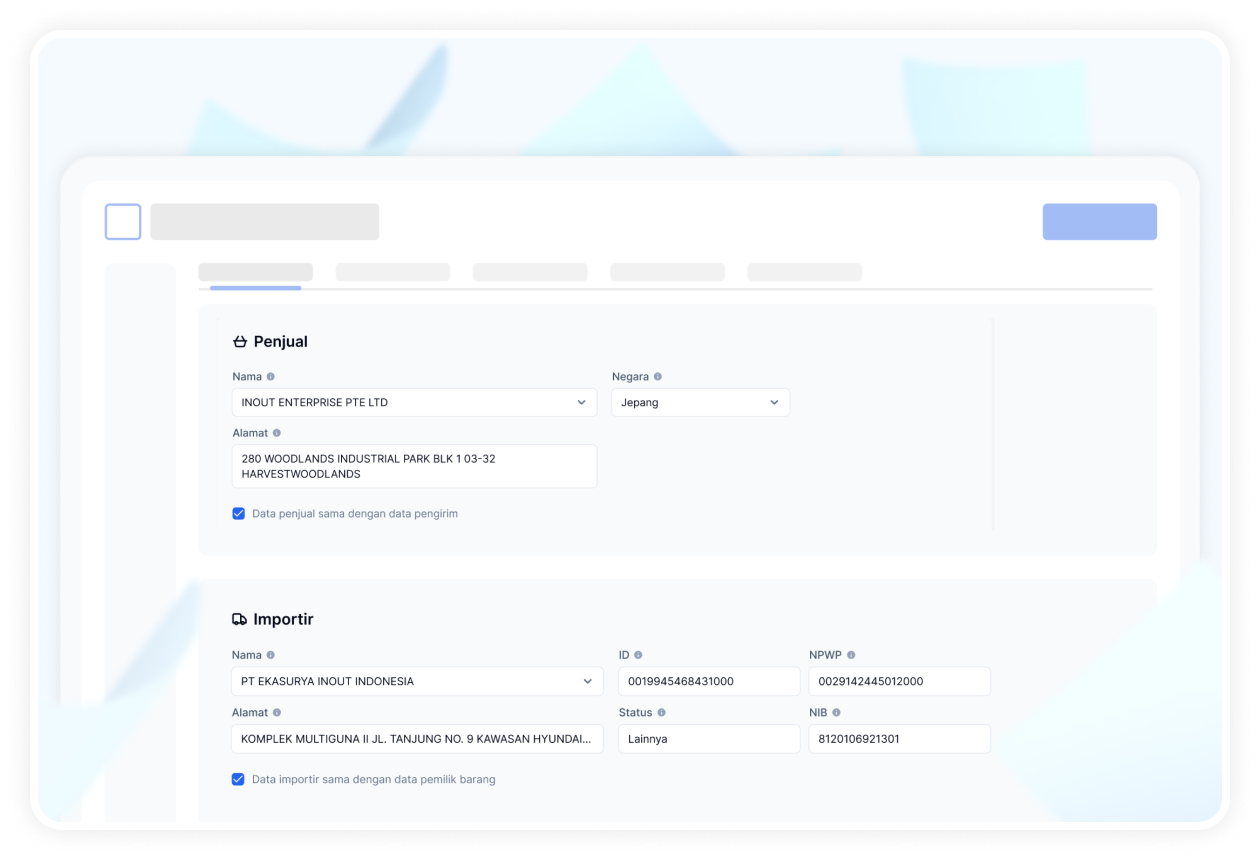 Penjual
Nama
Negara
INOUT ENTERPRISE PTE LTD
Jepang
Alamat
280 WOODLANDS INDUSTRIAL PARK BLK 1 03-32
HARVESTWOODLANDS
Data penjual sama dengan data pengirim
Importir
Nama
ID
NPWP
PT EKASURYA INOUT INDONESIA
0019945468431000
0029142445012000
Alamat
Status
NIB
KOMPLEK MULTIGUNA II JL. TANJUNG NO. 9 KAWASAN HYUNDAI...
Lainnya
8120106921301
Data importir sama dengan data pemilik barang